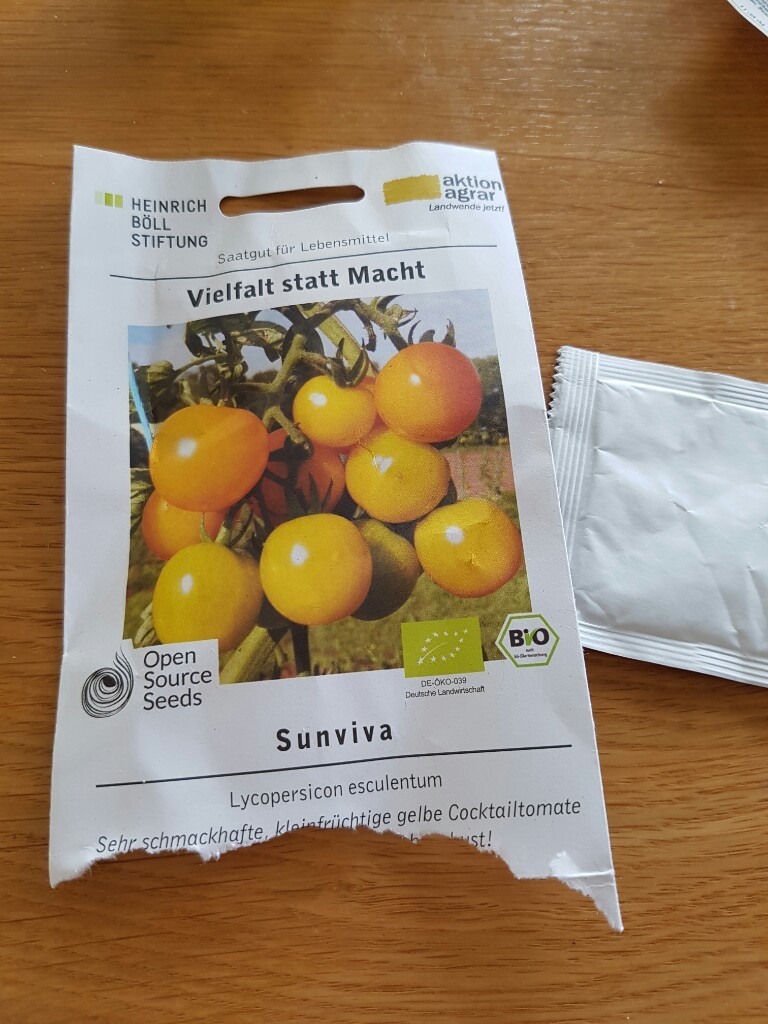 HEINRICH
BÖLL
STIFTUNG
aktion
agrar
Landwende jetzt!
Saatgut für Lebensmittel
Vielfalt statt Macht
Open
Source
Seeds
BIO
DE-ÖKO-039
Deutsche Landwirtschaft
Sunviva
Lycopersicon esculentum
Sehr schmackhafte, kleinfrüchtige gelbe Cocktailtomate